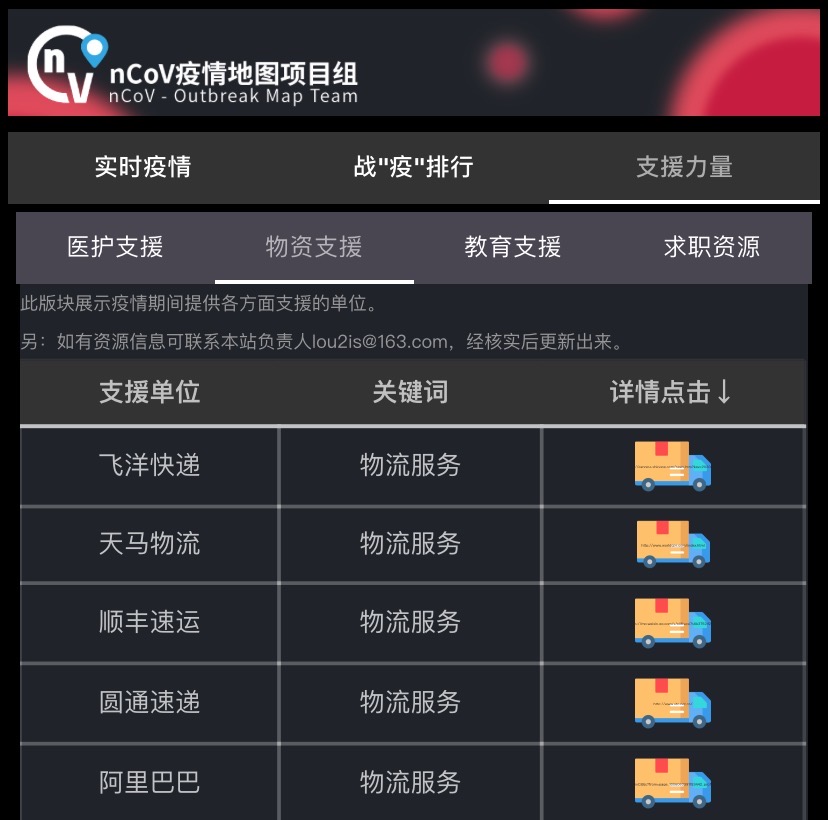 nCoV疫情地图项目组
nCoV - Outbreak Map Team
实时疫情 战"疫"排行 支援力量
医护支援 物资支援 教育支援 求职资源
此版块展示疫情期间提供各方面支援的单位。
另：如有资源信息可联系本站负责人lou2is@163.com，经核实后更新出来。
支援单位 关键词 详情点击↓
飞洋快递 物流服务
天马物流 物流服务
顺丰速运 物流服务
圆通速递 物流服务
阿里巴巴 物流服务